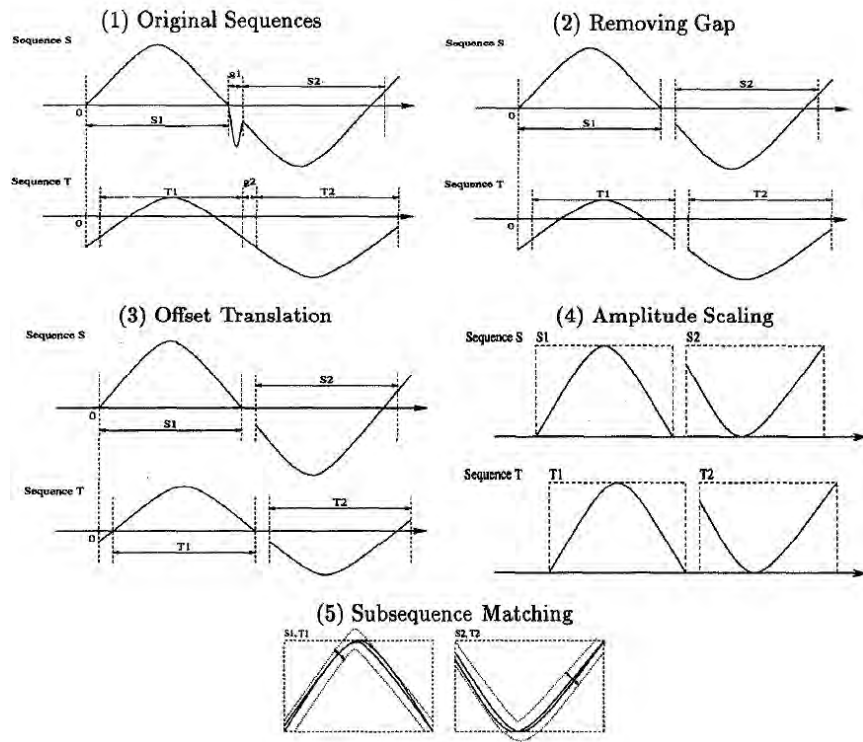 (1) Original Sequences
Sequence S
g1
S2
0
S1
Sequence T
T1
g2
T2
0
(2) Removing Gap
Sequence S
S2
0
S1
Sequence T
T1
T2
0
(3) Offset Translation
Sequence S
S2
0
S1
Sequence T
T2
0
T1
(4) Amplitude Scaling
Sequence S
S1
S2
Sequence T
T1
T2
(5) Subsequence Matching
S1, T1
S2, T2